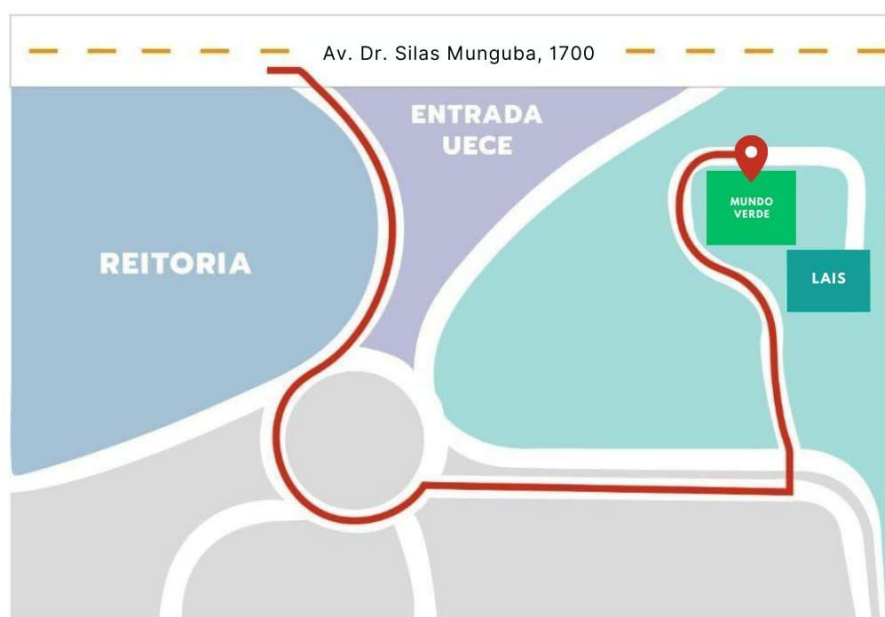 Av. Dr. Silas Munguba, 1700
ENTRADA
UECE
MUNDO
VERDE
REITORIA
LAIS